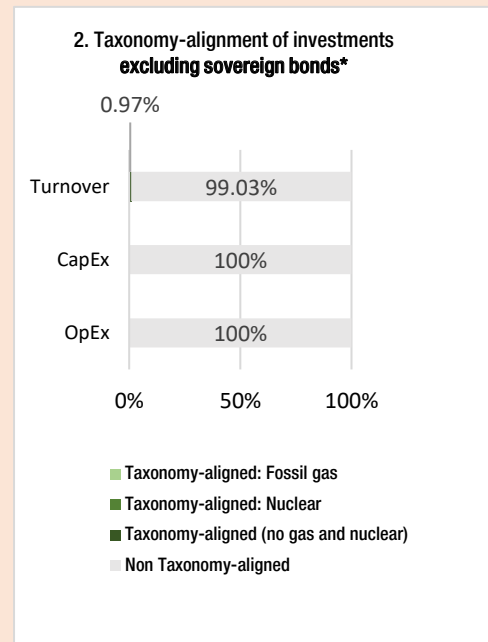 2. Taxonomy-alignment of investments
excluding sovereign bonds*
0.97%
Turnover
99.03%
CapEx
100%
OpEx
100%
0%
50%
100%
Taxonomy-aligned: Fossil gas
Taxonomy-aligned: Nuclear
Taxonomy-aligned (no gas and nuclear)
Non Taxonomy-aligned